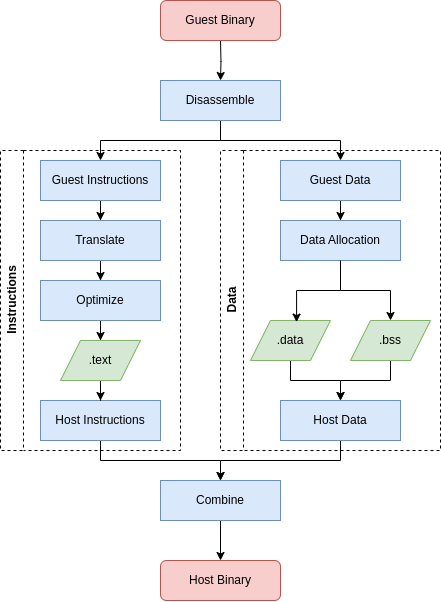 Guest Binary
Disassemble
Instructions
Guest Instructions
Translate
Optimize
.text
Host Instructions
Data
Guest Data
Data Allocation
.data
.bss
Host Data
Combine
Host Binary